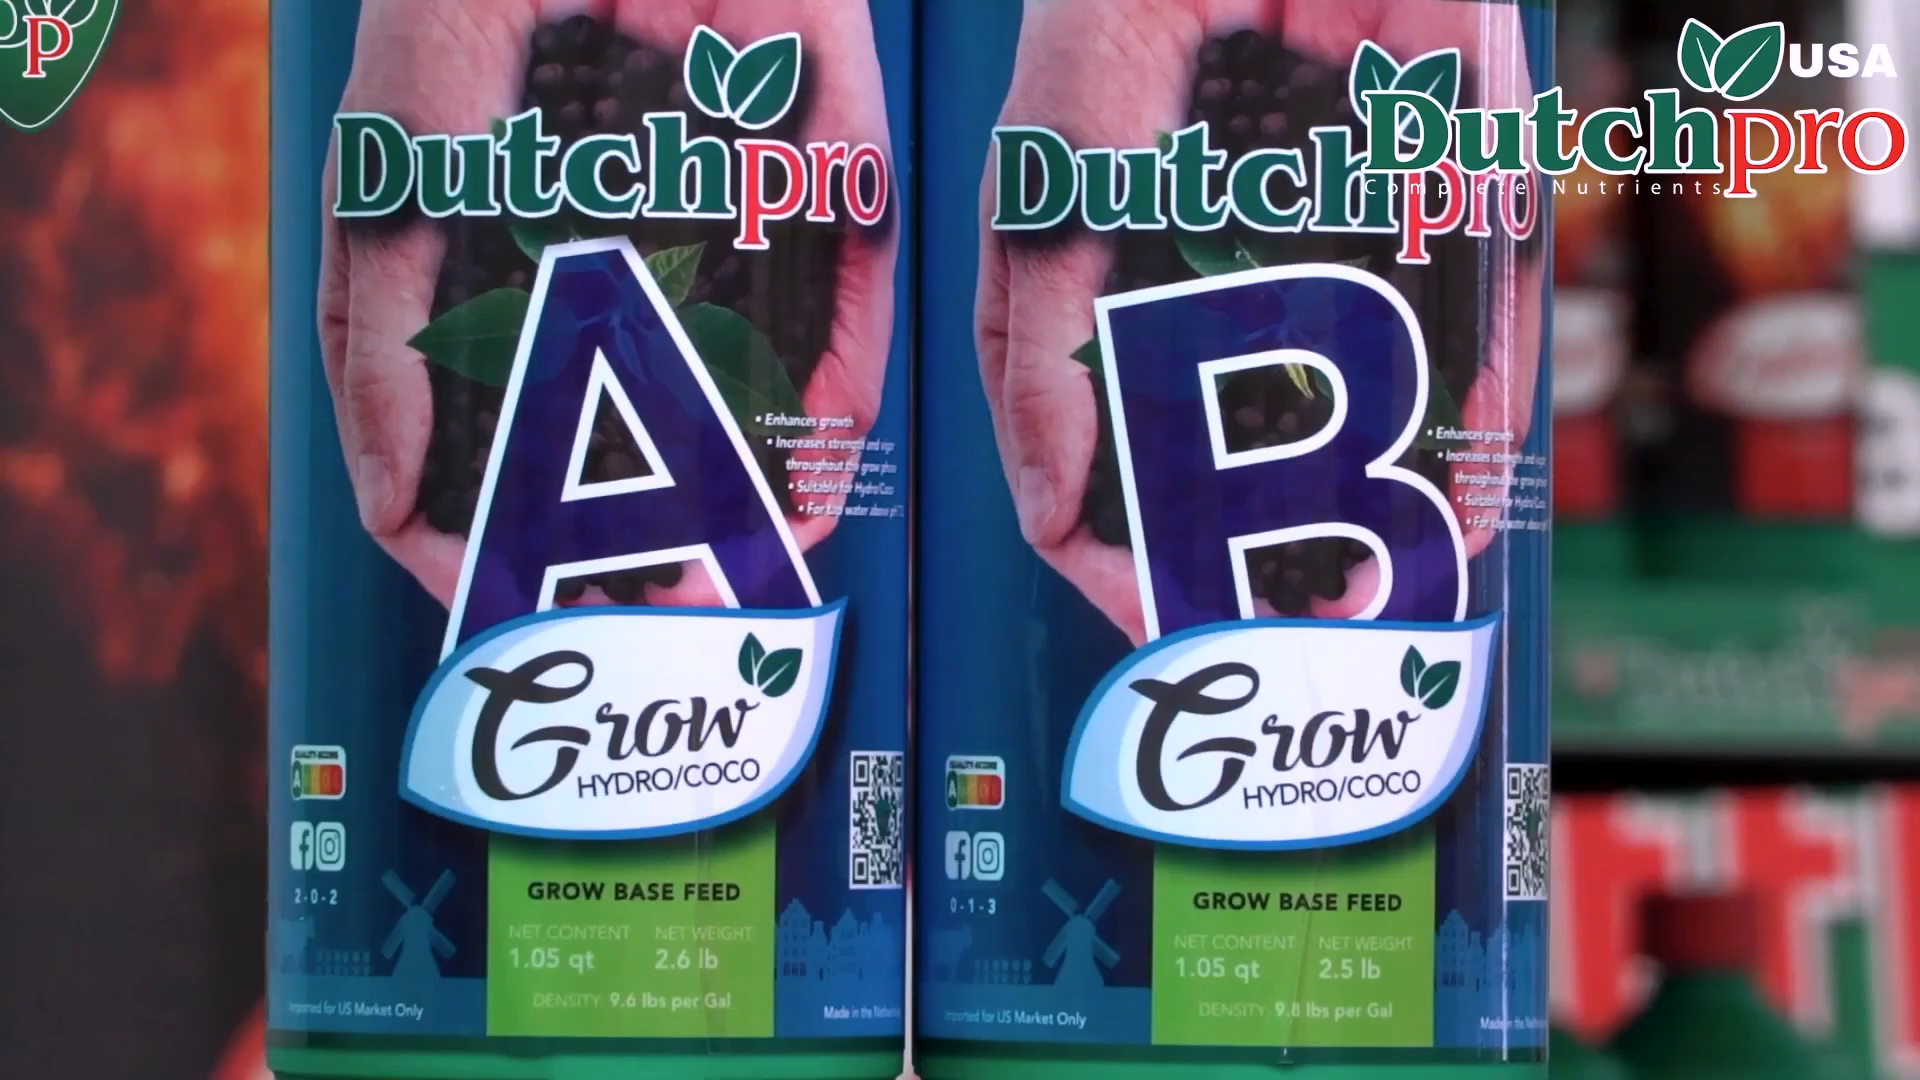 P
USA
Dutchpro
Complete Nutrients
Dutchpro
A
• Enhances growth
• Increases strength and vigor
throughout the grow phase
• Suitable for Hydro/Coco
• For tap water above pH
Grow
HYDRO/COCO
QUALITY-SCORE
A
2-0-2
GROW BASE FEED
NET CONTENT NET WEIGHT
1.05 qt 2.6 lb
DENSITY 9.6 lbs per Gal
Imported for US Market Only
Made in the
Dutchpro
B
• Enhances growth
• Increases strength and vigor
throughout the grow phase
• Suitable for Hydro/Coco
• For tap water above
Grow
HYDRO/COCO
QUALITY-SCORE
A
0-1-3
GROW BASE FEED
NET CONTENT NET WEIGHT
1.05 qt 2.5 lb
DENSITY 9.8 lbs per Gal
Imported for US Market Only
Made in the